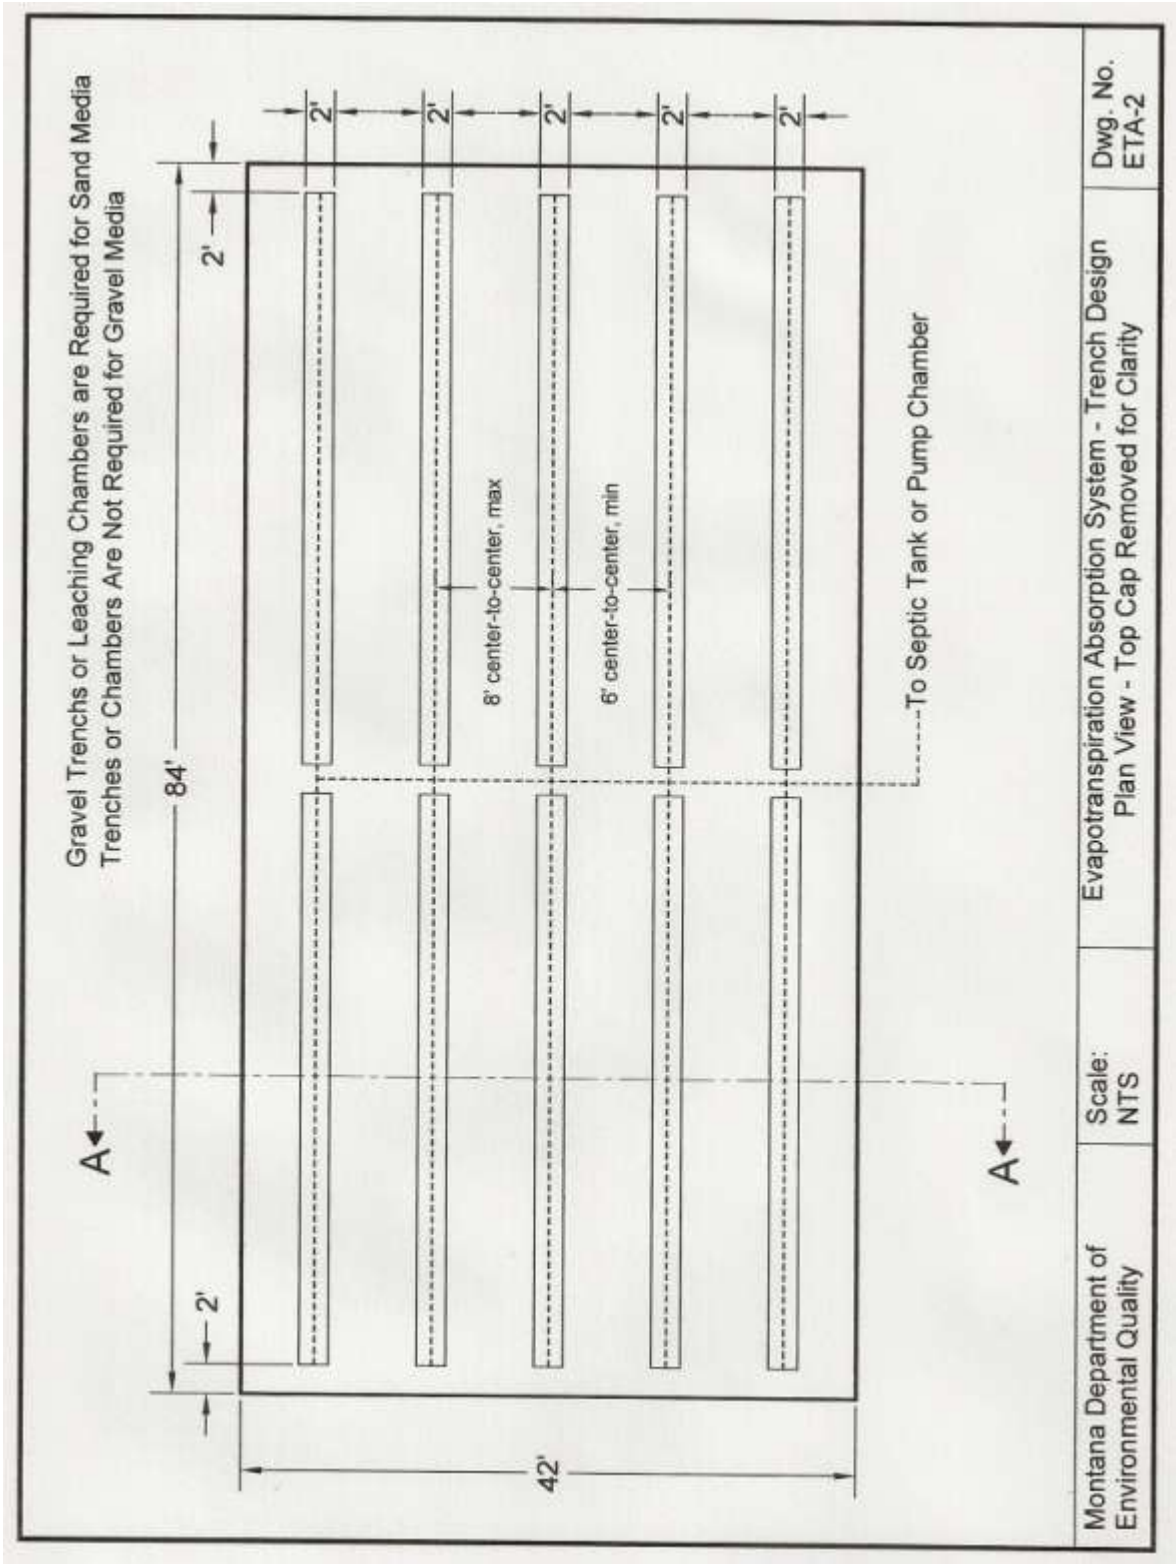 Gravel Trenchs or Leaching Chambers are Required for Sand Media
Trenches or Chambers Are Not Required for Gravel Media
84'
2'
2'
2'
2'
2'
2'
2'
8' center-to-center, max
6' center-to-center, min
42'
A
A
To Septic Tank or Pump Chamber
Montana Department of
Environmental Quality
Scale:
NTS
Evapotranspiration Absorption System - Trench Design
Plan View - Top Cap Removed for Clarity
Dwg. No.
ETA-2